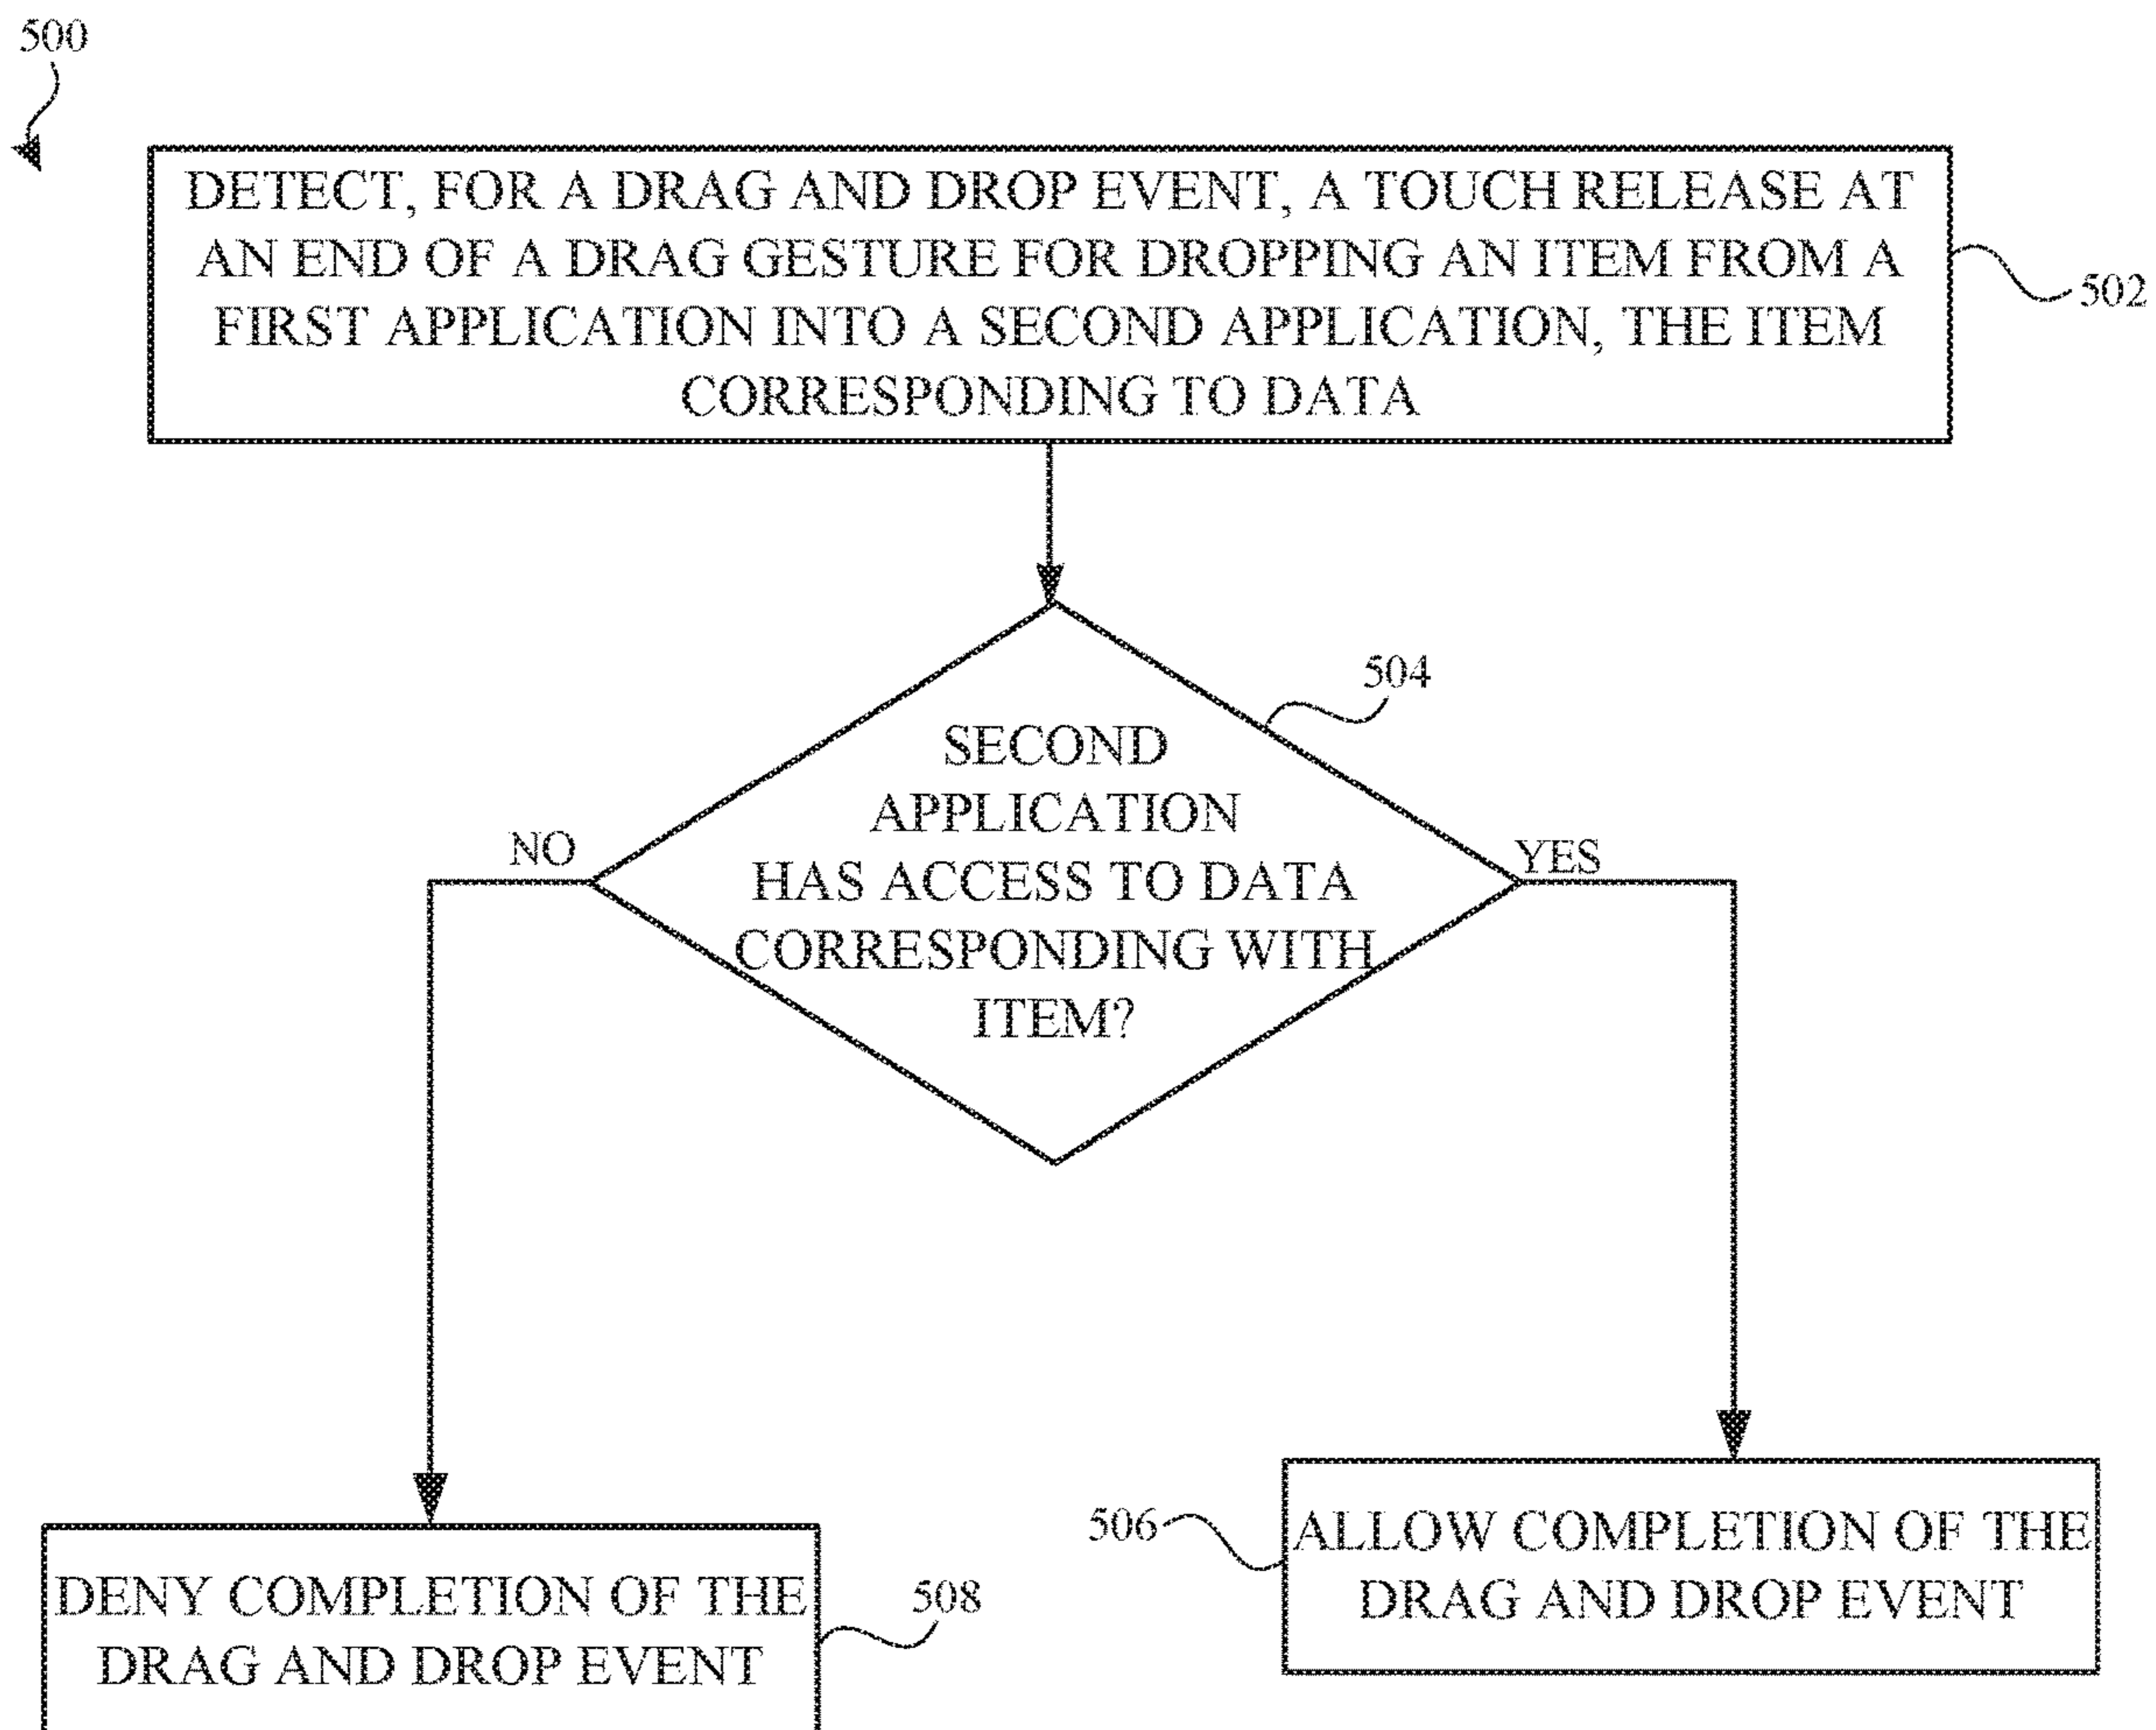 500
DETECT, FOR A DRAG AND DROP EVENT, A TOUCH RELEASE AT
AN END OF A DRAG GESTURE FOR DROPPING AN ITEM FROM A
FIRST APPLICATION INTO A SECOND APPLICATION, THE ITEM
CORRESPONDING TO DATA
502
504
SECOND
APPLICATION
HAS ACCESS TO DATA
CORRESPONDING WITH
ITEM?
NO
YES
506
ALLOW COMPLETION OF THE
DRAG AND DROP EVENT
DENY COMPLETION OF THE
DRAG AND DROP EVENT
508